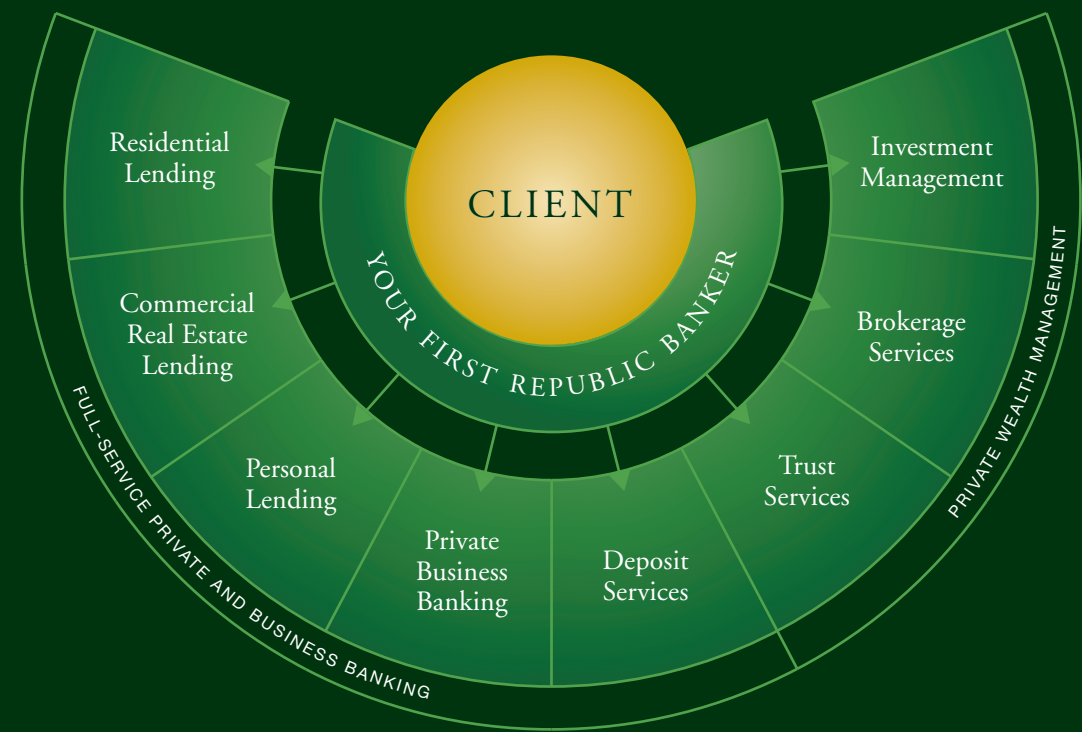 CLIENT
YOUR FIRST REPUBLIC BANKER
Residential
Lending
Commercial
Real Estate
Lending
Personal
Lending
Private
Business
Banking
Deposit
Services
Trust
Services
Brokerage
Services
Investment
Management
FULL-SERVICE PRIVATE AND BUSINESS BANKING
PRIVATE WEALTH MANAGEMENT